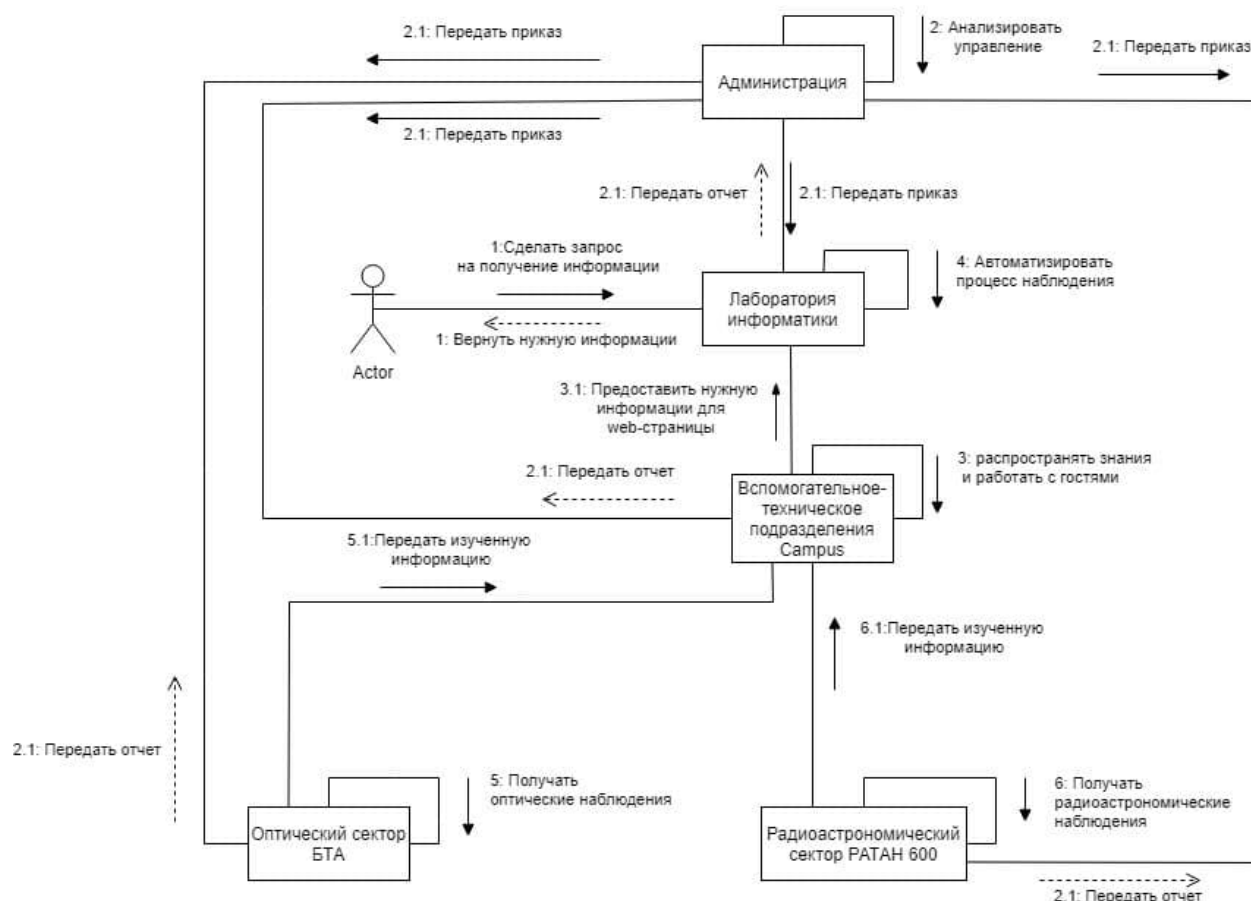 2.1: Передать приказ
2: Анализировать
управление
2.1: Передать приказ
Администрация
2.1: Передать приказ
2.1: Передать отчет
2.1: Передать приказ
1:Сделать запрос
на получение информации
4: Автоматизировать
процесс наблюдения
Лаборатория
информатики
1: Вернуть нужную информации
Actor
3.1: Предоставить нужную
информации для
web-страницы
2.1: Передать отчет
3: распространять знания
и работать с гостями
Вспомогательное-
техническое
подразделения
Campus
5.1:Передать изученную
информацию
6.1:Передать изученную
информацию
2.1: Передать отчет
5: Получать
оптические наблюдения
6: Получать
радиоастрономические
наблюдения
Оптический сектор
БТА
Радиоастрономический
сектор РАТАН 600
2.1: Передать отчет